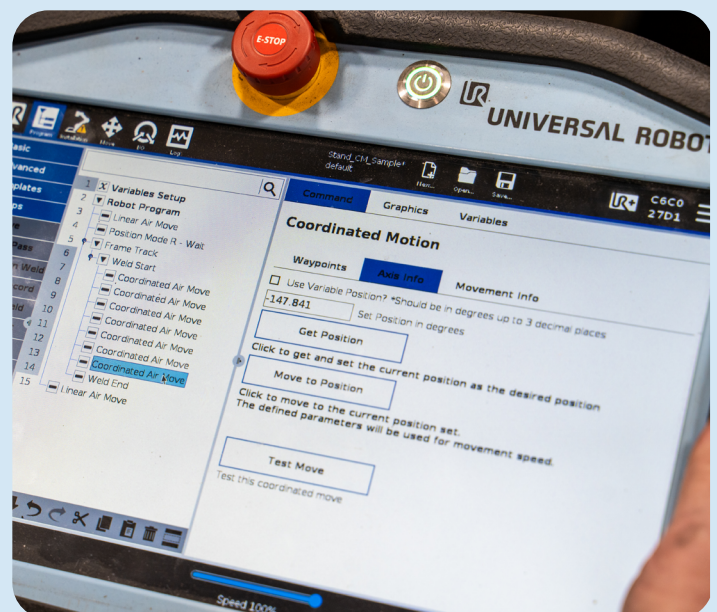 E-STOP
UR
UNIVERSAL ROBOT
Program
Move
I/O
Log
Stand_CM_Sample*
default
New...
Open...
Save...
UR+
C6C0
27D1
asic
vanced
mplates
ps
Pass
n Weld
cord
1 X Variables Setup
2 Robot Program
3 Linear Air Move
4 Position Mode R - Wait
5 Frame Track
6 Weld Start
7 Coordinated Air Move
8 Coordinated Air Move
9 Coordinated Air Move
10 Coordinated Air Move
11 Coordinated Air Move
12 Coordinated Air Move
13 Coordinated Air Move
14 Weld End
15 Linear Air Move
Command
Graphics
Variables
Coordinated Motion
Waypoints
Axis Info
Movement Info
Use Variable Position? *Should be in degrees up to 3 decimal places
-147.841
Set Position in degrees
Get Position
Click to get and set the current position as the desired position
Move to Position
Click to move to the current position set.
The defined parameters will be used for movement speed.
Test Move
Test this coordinated move
Speed 100%